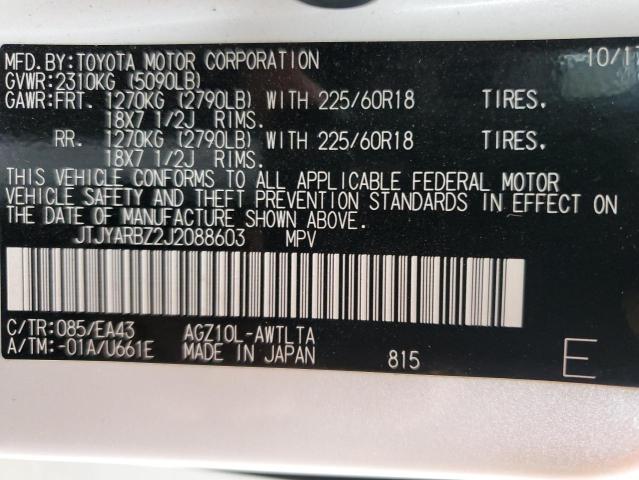 MFD.BY:TOYOTA MOTOR CORPORATION 10/17
GVWR:2310KG (5090LB)
GAWR:FRT. 1270KG (2790LB) WITH 225/60R18 TIRES,
18X7 1/2J RIMS.
RR. 1270KG (2790LB) WITH 225/60R18 TIRES,
18X7 1/2J RIMS.
THIS VEHICLE CONFORMS TO ALL APPLICABLE FEDERAL MOTOR
VEHICLE SAFETY AND THEFT PREVENTION STANDARDS IN EFFECT ON
THE DATE OF MANUFACTURE SHOWN ABOVE.
JTJYARBZ2J2088603 MPV
C/TR:085/EA43 AGZ10L-AWTLTA
A/TM:-01A/U661E MADE IN JAPAN 815 E